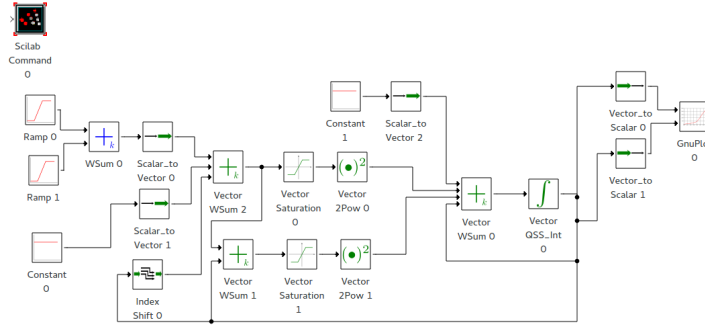 Scilab
Command
0
Ramp 0
Ramp 1
+k
WSum 0
Scalar_to
Vector 0
Scalar_to
Vector 1
Constant
0
Index
Shift 0
+k
Vector
WSum 2
+k
Vector
WSum 1
Vector
Saturation
0
Vector
Saturation
1
(•)2
Vector
2Pow 0
(•)2
Vector
2Pow 1
Constant
1
Scalar_to
Vector 2
+k
Vector
WSum 0
∫
Vector
QSS_Int
0
Vector_to
Scalar 0
Vector_to
Scalar 1
0